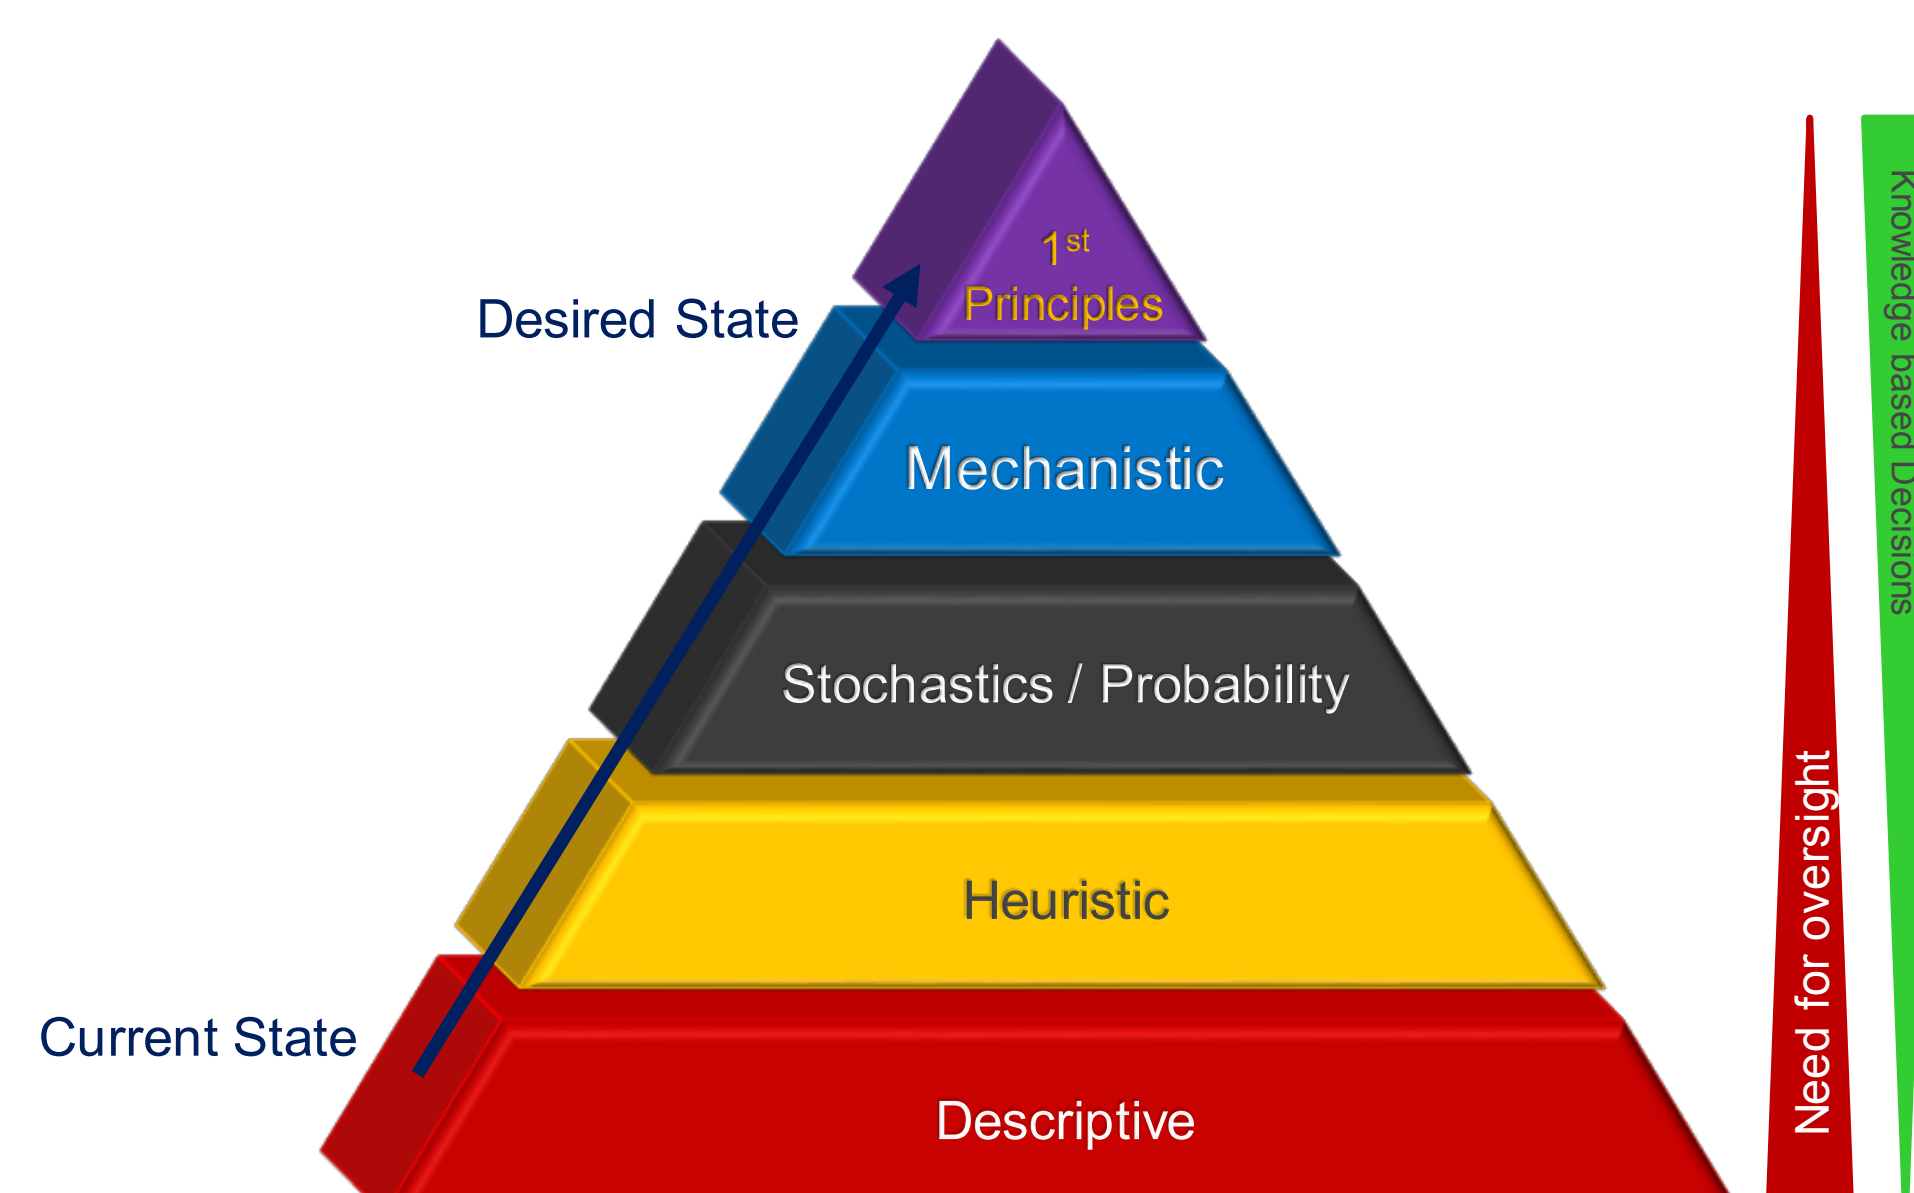 1st
Principles
Desired State
Mechanistic
Stochastics / Probability
Heuristic
Current State
Descriptive
Need for oversight
Knowledge based Decisions